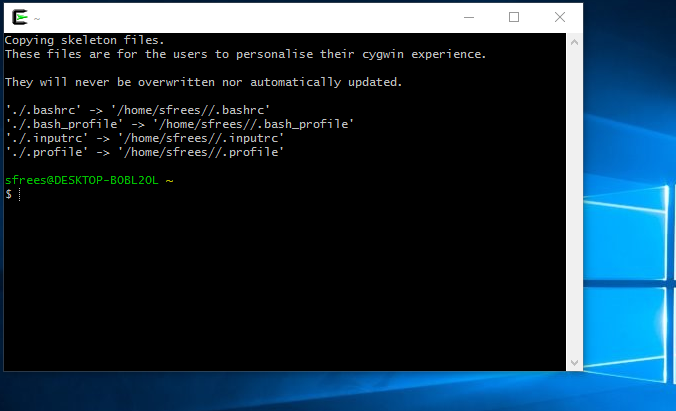 ~
Copying skeleton files.
These files are for the users to personalise their cygwin experience.
They will never be overwritten nor automatically updated.
'./.bashrc' -> '/home/sfrees//.bashrc'
'./.bash_profile' -> '/home/sfrees//.bash_profile'
'./.inputrc' -> '/home/sfrees//.inputrc'
'./.profile' -> '/home/sfrees//.profile'
sfrees@DESKTOP-B0BL2OL ~
$